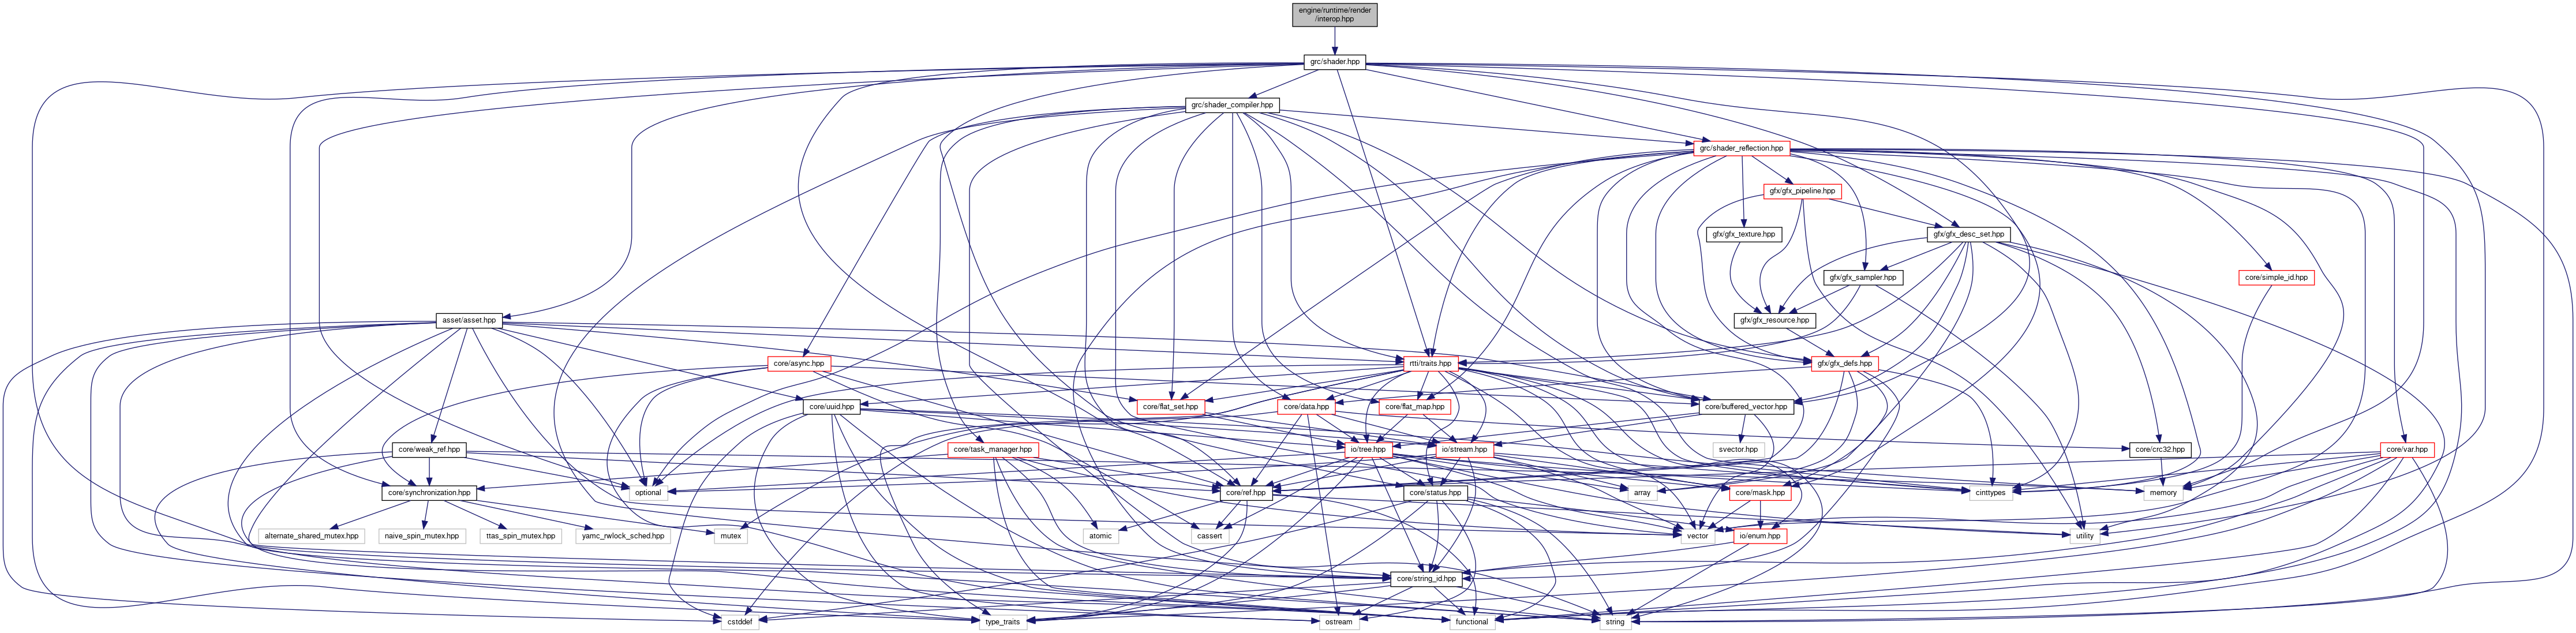 engine/runtime/render
/interop.hpp
grc/shader.hpp
grc/shader_compiler.hpp
grc/shader_reflection.hpp
gfx/gfx_pipeline.hpp
gfx/gfx_texture.hpp
gfx/gfx_desc_set.hpp
gfx/gfx_sampler.hpp
core/simple_id.hpp
asset/asset.hpp
gfx/gfx_resource.hpp
core/async.hpp
rtti/traits.hpp
gfx/gfx_defs.hpp
core/uuid.hpp
core/flat_set.hpp
core/data.hpp
core/flat_map.hpp
core/buffered_vector.hpp
core/weak_ref.hpp
core/task_manager.hpp
io/tree.hpp
io/stream.hpp
svector.hpp
core/crc32.hpp
core/var.hpp
core/synchronization.hpp
optional
core/ref.hpp
core/status.hpp
array
core/mask.hpp
cinttypes
memory
alternate_shared_mutex.hpp
naive_spin_mutex.hpp
ttas_spin_mutex.hpp
yamc_rwlock_sched.hpp
mutex
atomic
cassert
vector
io/enum.hpp
utility
core/string_id.hpp
cstddef
type_traits
ostream
functional
string